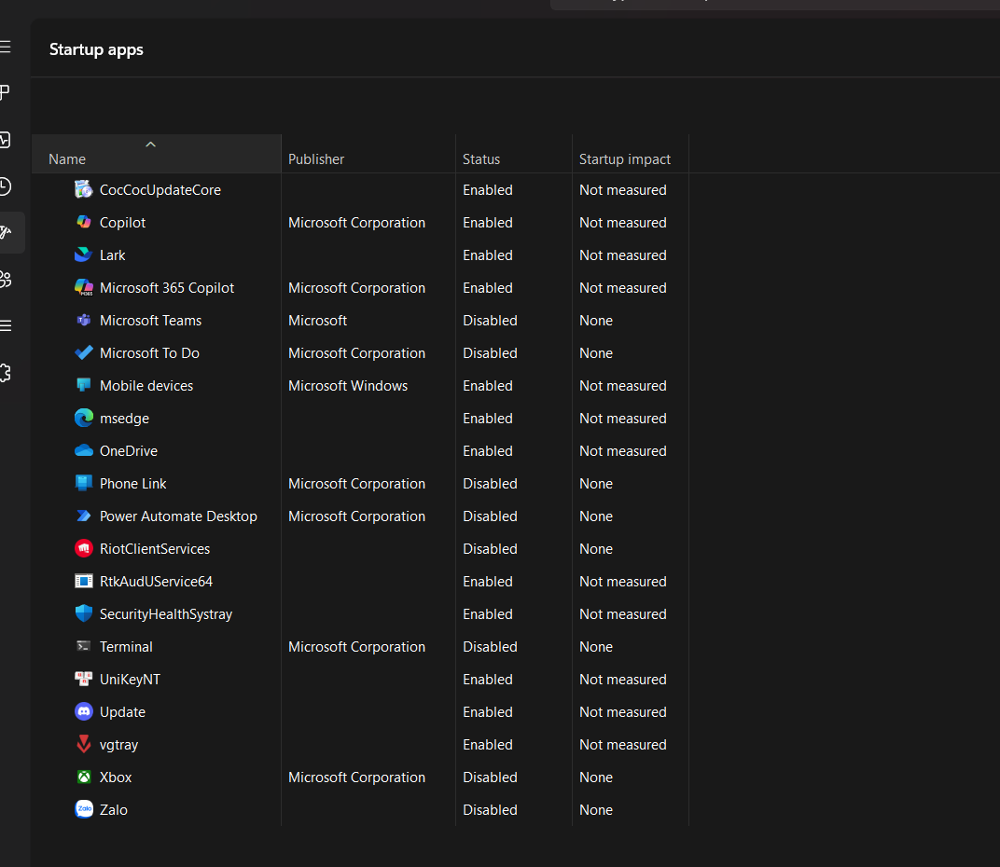 Startup apps
Name Publisher Status Startup impact
CocCocUpdateCore Enabled Not measured
Copilot Microsoft Corporation Enabled Not measured
Lark Enabled Not measured
Microsoft 365 Copilot Microsoft Corporation Enabled Not measured
Microsoft Teams Microsoft Disabled None
Microsoft To Do Microsoft Corporation Disabled None
Mobile devices Microsoft Windows Enabled Not measured
msedge Enabled Not measured
OneDrive Enabled Not measured
Phone Link Microsoft Corporation Disabled None
Power Automate Desktop Microsoft Corporation Disabled None
RiotClientServices Disabled None
RtkAudUService64 Enabled Not measured
SecurityHealthSystray Enabled Not measured
Terminal Microsoft Corporation Disabled None
UniKeyNT Enabled Not measured
Update Enabled Not measured
vgtray Enabled Not measured
Xbox Microsoft Corporation Disabled None
Zalo Disabled None